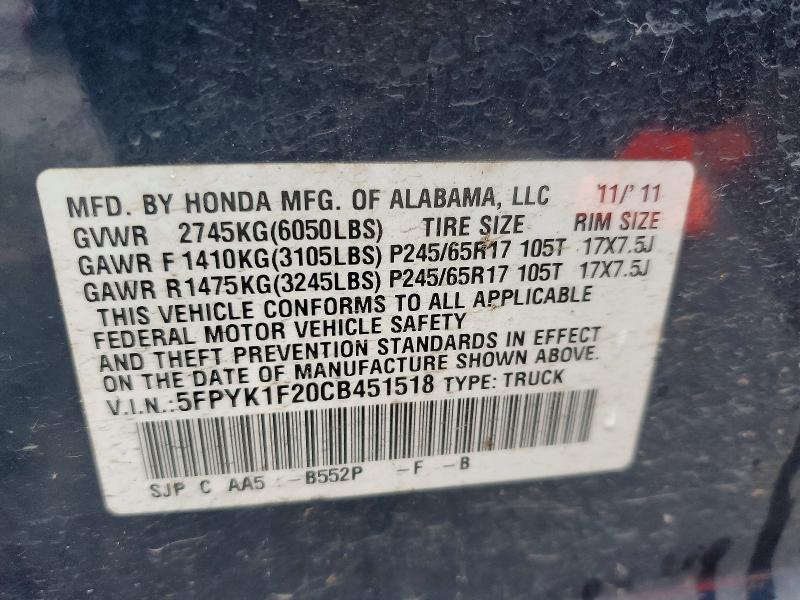 MFD. BY HONDA MFG. OF ALABAMA, LLC 11/' 11
GVWR 2745KG(6050LBS) TIRE SIZE RIM SIZE
GAWR F 1410KG(3105LBS) P245/65R17 105T 17X7.5J
GAWR R 1475KG(3245LBS) P245/65R17 105T 17X7.5J
THIS VEHICLE CONFORMS TO ALL APPLICABLE
FEDERAL MOTOR VEHICLE SAFETY
AND THEFT PREVENTION STANDARDS IN EFFECT
ON THE DATE OF MANUFACTURE SHOWN ABOVE.
V.I.N.:5FPYK1F20CB451518 TYPE: TRUCK
SJP C AA5 -B552P -F -B